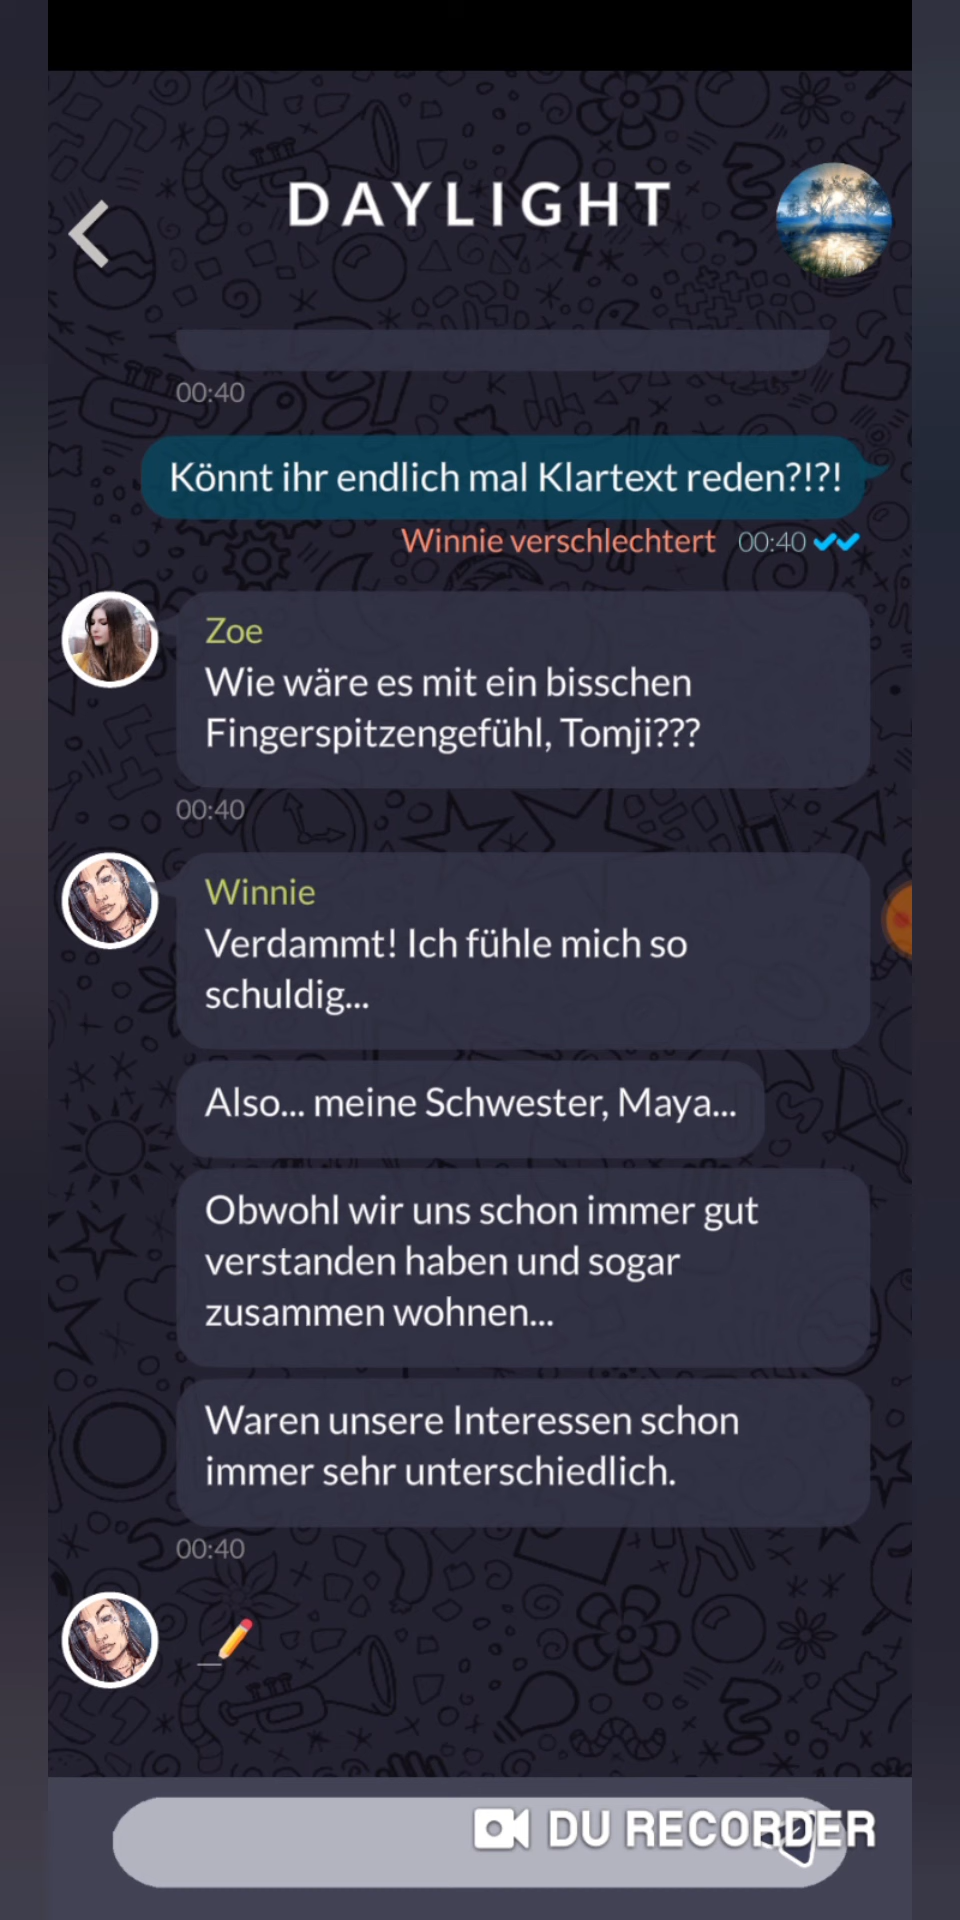 DAYLIGHT
00:40
Könnt ihr endlich mal Klartext reden?!?!
Winnie verschlechtert 00:40
Zoe
Wie wäre es mit ein bisschen
Fingerspitzengefühl, Tomji???
00:40
Winnie
Verdammt! Ich fühle mich so
schuldig...
Also... meine Schwester, Maya...
Obwohl wir uns schon immer gut
verstanden haben und sogar
zusammen wohnen...
Waren unsere Interessen schon
immer sehr unterschiedlich.
00:40
DU RECORDER